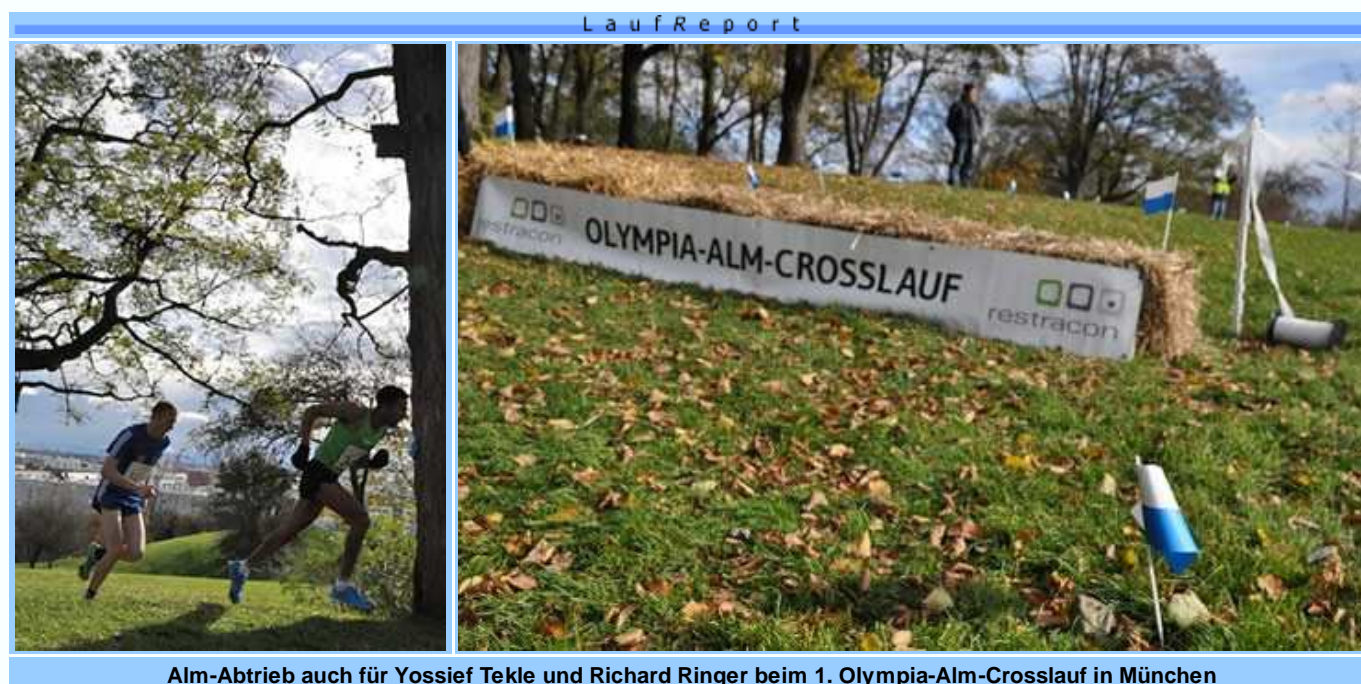 LaufReport
restracon
OLYMPIA-ALM-CROSSLAUF
restracon
Alm-Abtrieb auch für Yossief Tekle und Richard Ringer beim 1. Olympia-Alm-Crosslauf in München